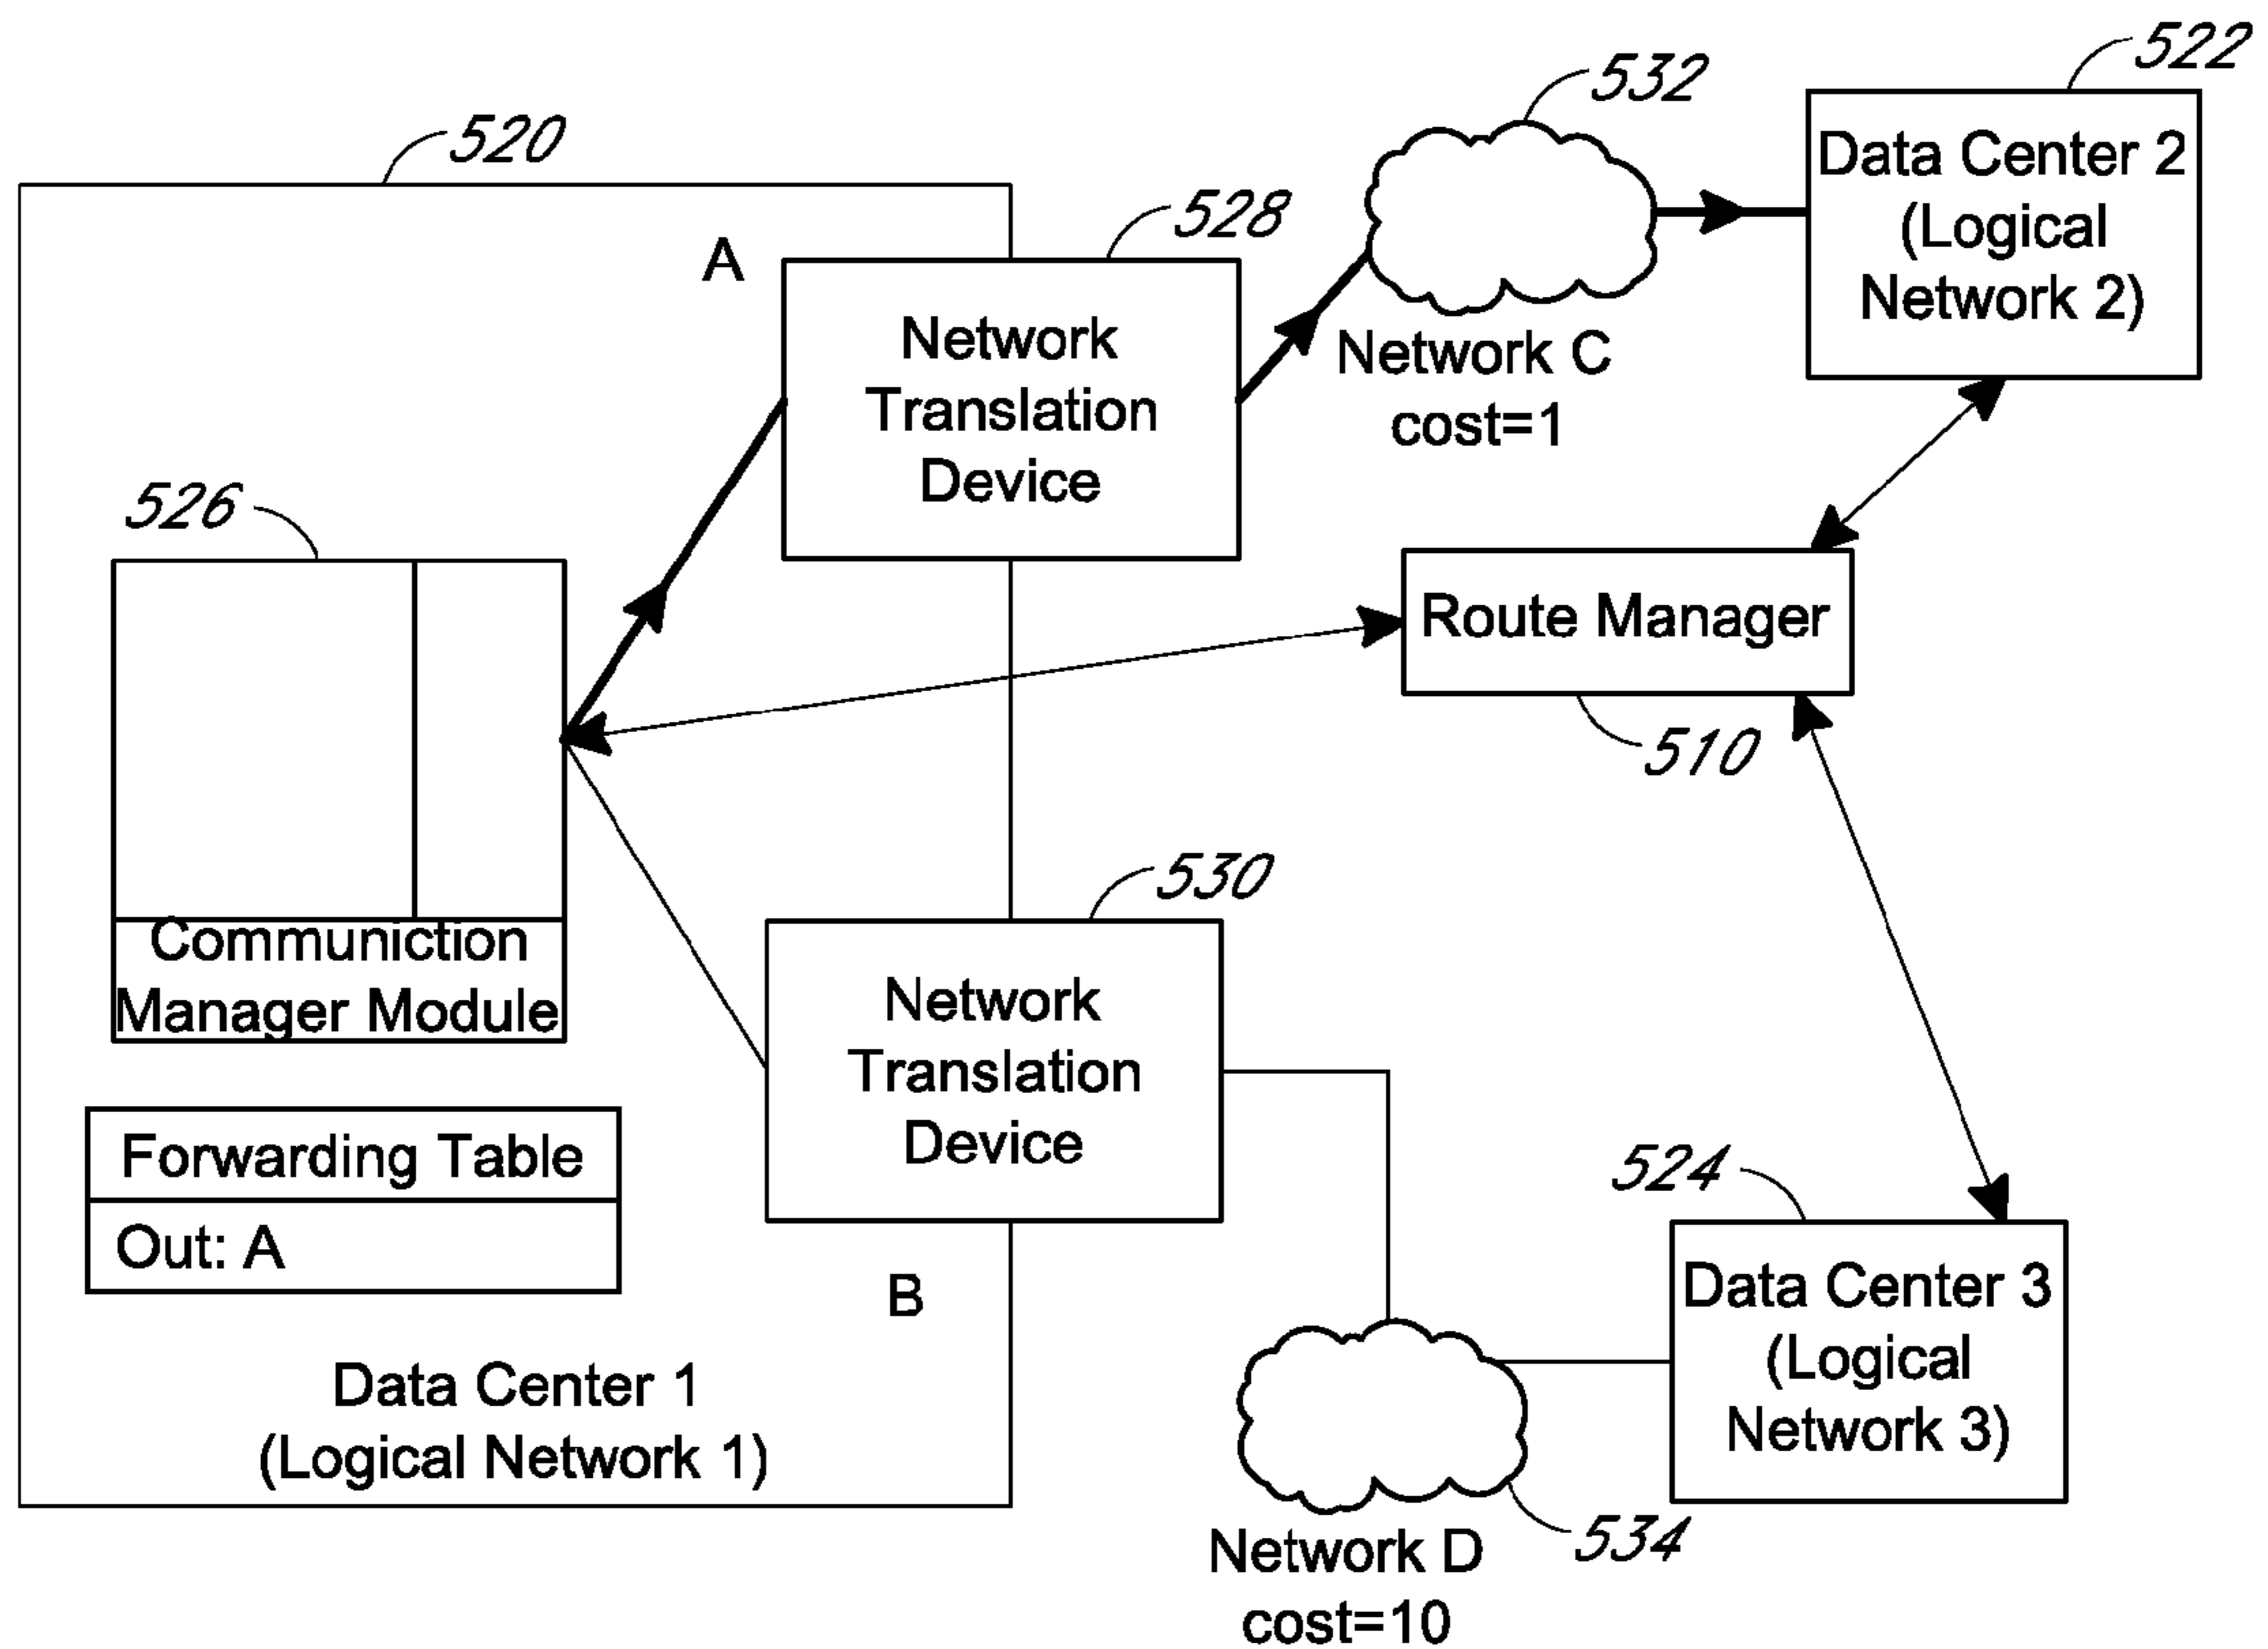 522
532
520
Data Center 2
(Logical
Network 2)
528
A
Network
Translation
Device
Network C
cost=1
526
Route Manager
510
530
Communiction
Manager Module
Network
Translation
Device
Forwarding Table
Out: A
524
B
Data Center 3
(Logical
Network 3)
Data Center 1
(Logical Network 1)
534
Network D
cost=10